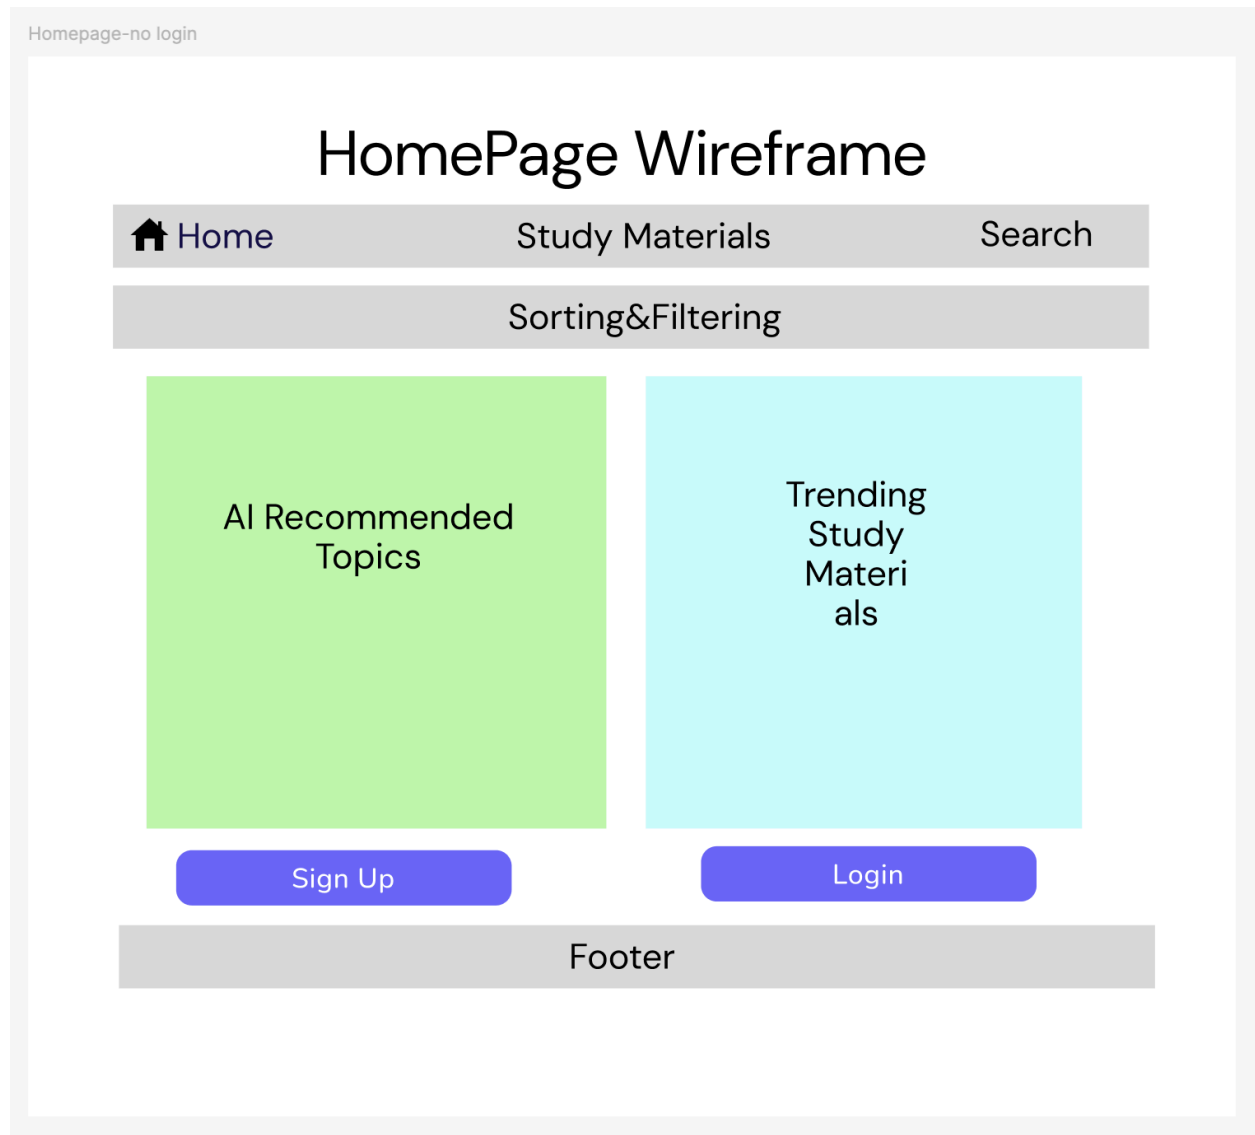 Homepage-no login
HomePage Wireframe
Home Study Materials Search
Sorting&Filtering
AI Recommended
Topics
Trending
Study
Materi
als
Sign Up
Login
Footer